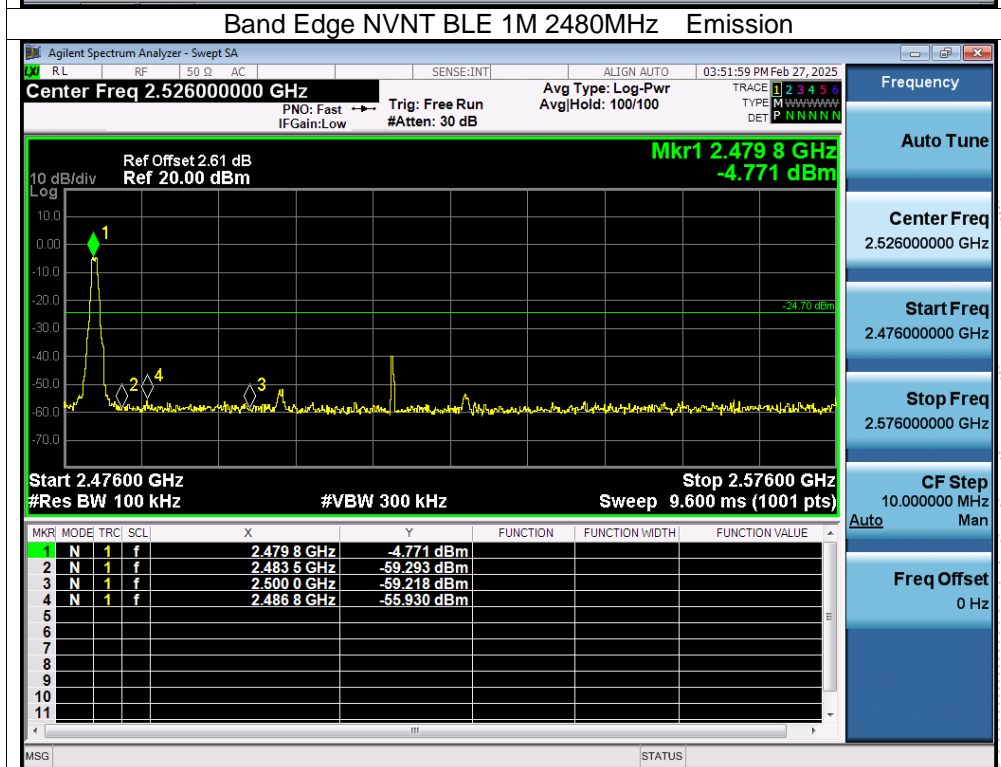 Band Edge NVNT BLE 1M 2480MHz    Emission
Agilent Spectrum Analyzer - Swept SA
LXI RL RF 50 Ω AC SENSE:INT ALIGN AUTO 03:51:59 PM Feb 27, 2025
Center Freq 2.526000000 GHz
PNO: Fast
IFGain:Low
Trig: Free Run
#Atten: 30 dB
Avg Type: Log-Pwr
Avg|Hold: 100/100
TRACE 1 2 3 4 5 6
TYPE M WWWWW
DET P N N N N N
Ref Offset 2.61 dB
10 dB/div Ref 20.00 dBm
Log
Mkr1 2.479 8 GHz
-4.771 dBm
10.0
0.00
-10.0
-20.0
-30.0
-40.0
-50.0
-60.0
-70.0
1
2
4
3
-24.70 dBm
Start 2.47600 GHz Stop 2.57600 GHz
#Res BW 100 kHz #VBW 300 kHz Sweep 9.600 ms (1001 pts)
MKR MODE TRC SCL X Y FUNCTION FUNCTION WIDTH FUNCTION VALUE
1 N 1 f 2.479 8 GHz -4.771 dBm
2 N 1 f 2.483 5 GHz -59.293 dBm
3 N 1 f 2.500 0 GHz -59.218 dBm
4 N 1 f 2.486 8 GHz -55.930 dBm
5
6
7
8
9
10
11
MSG STATUS
Frequency
Auto Tune
Center Freq
2.526000000 GHz
Start Freq
2.476000000 GHz
Stop Freq
2.576000000 GHz
CF Step
10.000000 MHz
Auto Man
Freq Offset
0 Hz